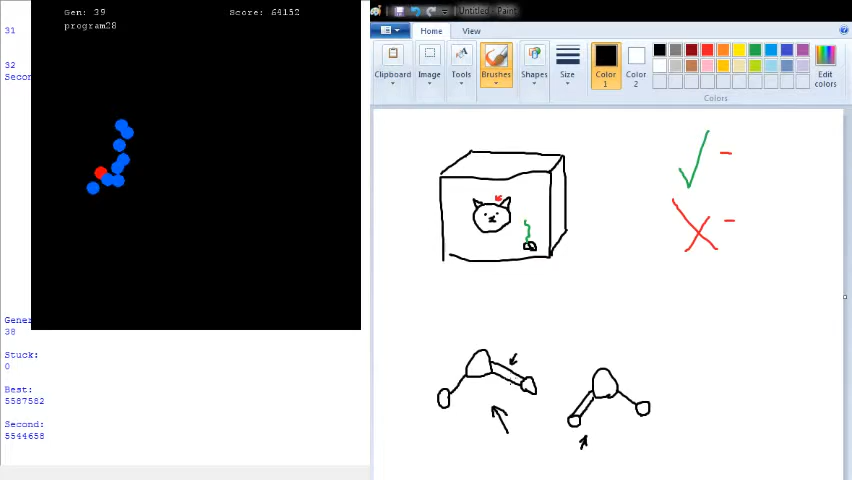 Gen: 39
Score: 64152
program28
31
32
Secon
Gener
38
Stuck:
0
Best:
5587582
Second:
5544658
Untitled - Paint
Home
View
Clipboard
Image
Tools
Brushes
Shapes
Size
Color
1
Color
2
Edit
colors
Colors